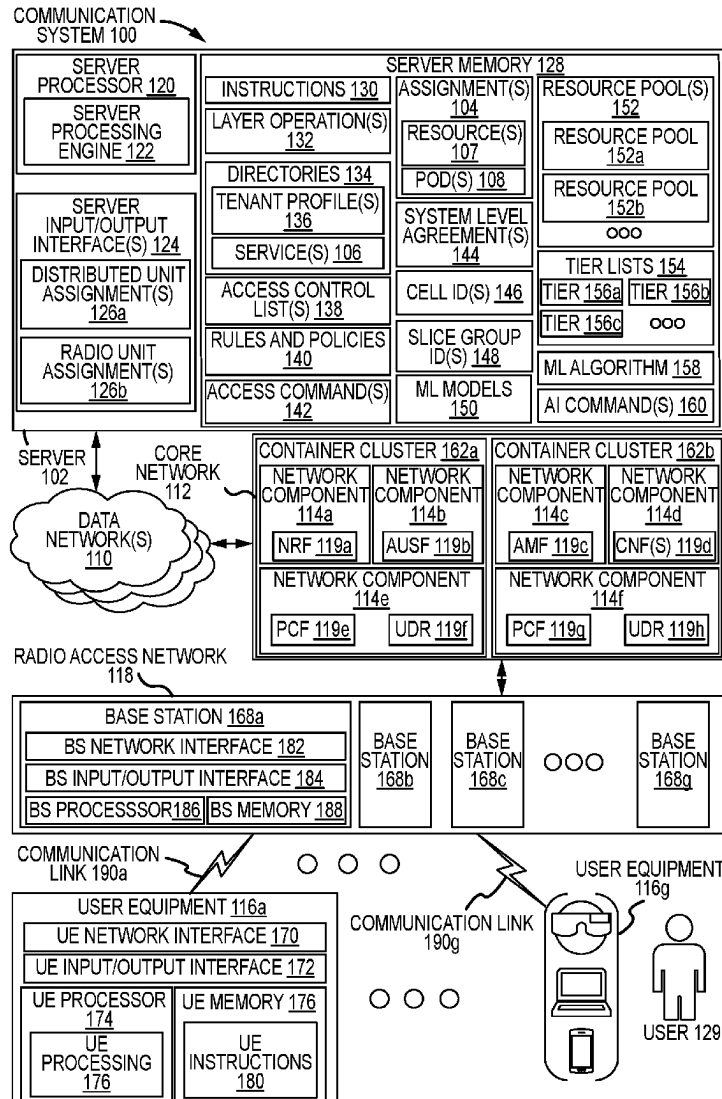 COMMUNICATION
SYSTEM 100
SERVER
PROCESSOR 120
SERVER
PROCESSING
ENGINE 122
SERVER
INPUT/OUTPUT
INTERFACE(S) 124
DISTRIBUTED UNIT
ASSIGNMENT(S)
126a
RADIO UNIT
ASSIGNMENT(S)
126b
SERVER MEMORY 128
INSTRUCTIONS 130
LAYER OPERATION(S)
132
DIRECTORIES 134
TENANT PROFILE(S)
136
SERVICE(S) 106
ACCESS CONTROL
LIST(S) 138
RULES AND POLICIES
140
ACCESS COMMAND(S)
142
ASSIGNMENT(S)
104
RESOURCE(S)
107
POD(S) 108
SYSTEM LEVEL
AGREEMENT(S)
144
CELL ID(S) 146
SLICE GROUP
ID(S) 148
ML MODELS
150
RESOURCE POOL(S)
152
RESOURCE POOL
152a
RESOURCE POOL
152b
TIER LISTS 154
TIER 156a TIER 156b
TIER 156c
ML ALGORITHM 158
AI COMMAND(S) 160
SERVER
102
CORE
NETWORK
112
DATA
NETWORK(S)
110
CONTAINER CLUSTER 162a
NETWORK
COMPONENT
114a
NRF 119a
NETWORK
COMPONENT
114b
AUSF 119b
NETWORK COMPONENT
114e
PCF 119e UDR 119f
CONTAINER CLUSTER 162b
NETWORK
COMPONENT
114c
AMF 119c
NETWORK
COMPONENT
114d
CNF(S) 119d
NETWORK COMPONENT
114f
PCF 119g UDR 119h
RADIO ACCESS NETWORK
118
BASE STATION 168a
BS NETWORK INTERFACE 182
BS INPUT/OUTPUT INTERFACE 184
BS PROCESSSOR 186 BS MEMORY 188
BASE
STATION
168b
BASE
STATION
168c
BASE
STATION
168g
COMMUNICATION
LINK 190a
COMMUNICATION LINK
190g
USER EQUIPMENT 116a
UE NETWORK INTERFACE 170
UE INPUT/OUTPUT INTERFACE 172
UE PROCESSOR
174
UE
PROCESSING
176
UE MEMORY 176
UE
INSTRUCTIONS
180
USER EQUIPMENT
116g
USER 129